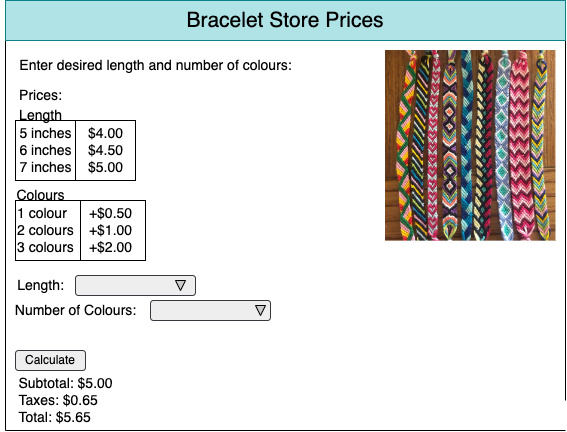 Bracelet Store Prices
Enter desired length and number of colours:
Prices:
Length
5 inches $4.00
6 inches $4.50
7 inches $5.00
Colours
1 colour +$0.50
2 colours +$1.00
3 colours +$2.00
Length:
Number of Colours:
Calculate
Subtotal: $5.00
Taxes: $0.65
Total: $5.65